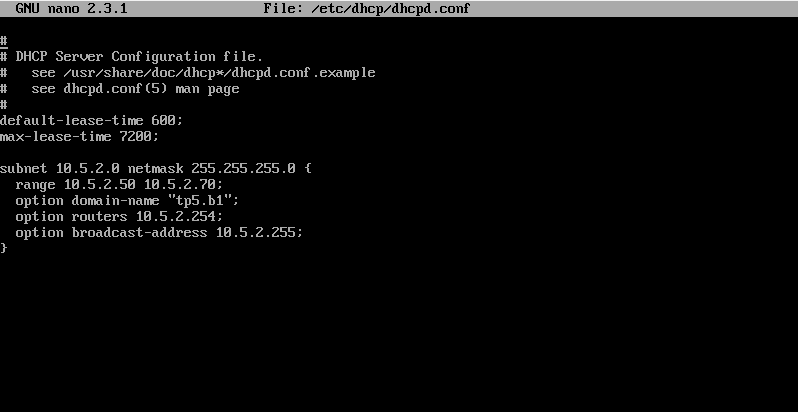 GNU nano 2.3.1 File: /etc/dhcp/dhcpd.conf
#
# DHCP Server Configuration file.
#   see /usr/share/doc/dhcp*/dhcpd.conf.example
#   see dhcpd.conf(5) man page
#
default-lease-time 600;
max-lease-time 7200;
subnet 10.5.2.0 netmask 255.255.255.0 {
  range 10.5.2.50 10.5.2.70;
  option domain-name "tp5.b1";
  option routers 10.5.2.254;
  option broadcast-address 10.5.2.255;
}